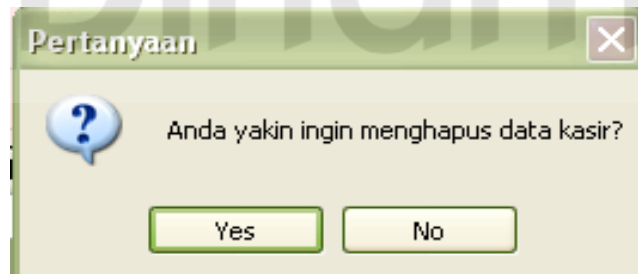 Pertanyaan
Anda yakin ingin menghapus data kasir?
Yes
No